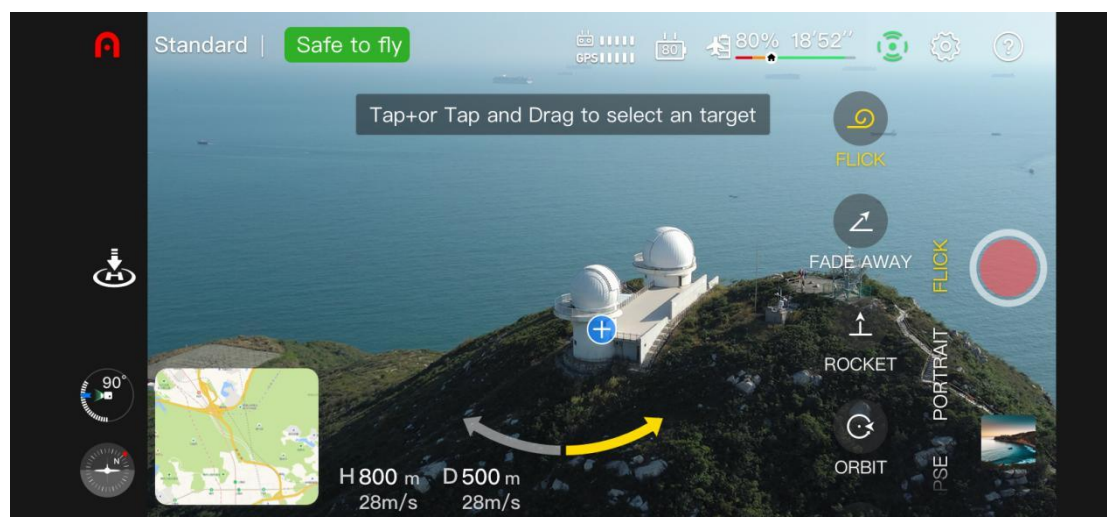 Standard
Safe to fly
GPS
80
80% 18'52''
?
Tap+or Tap and Drag to select an target
FLICK
FADE AWAY
ROCKET
ORBIT
FLICK
PORTRAIT
PSE
90°
N
H 800 m D 500 m
28m/s 28m/s